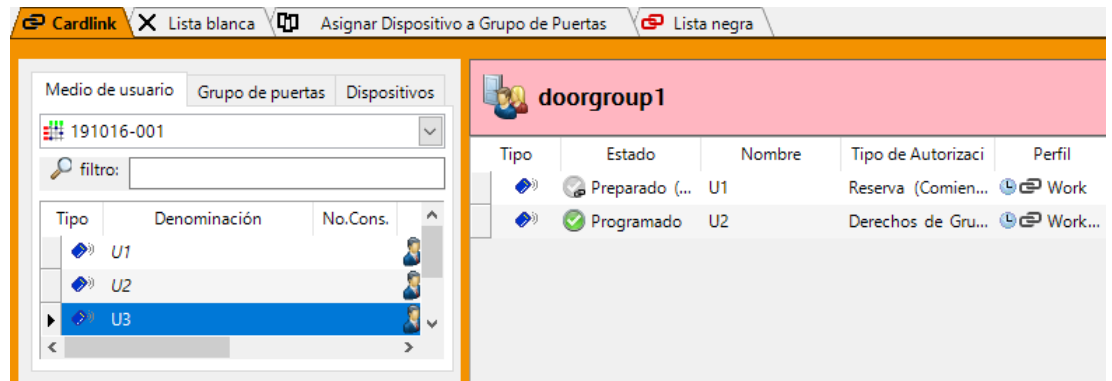 Cardlink Lista blanca Asignar Dispositivo a Grupo de Puertas Lista negra
Medio de usuario Grupo de puertas Dispositivos
191016-001
filtro:
Tipo Denominación No.Cons.
U1
U2
U3
doorgroup1
Tipo Estado Nombre Tipo de Autorizaci Perfil
Preparado (... U1 Reserva (Comien... Work
Programado U2 Derechos de Gru... Work...